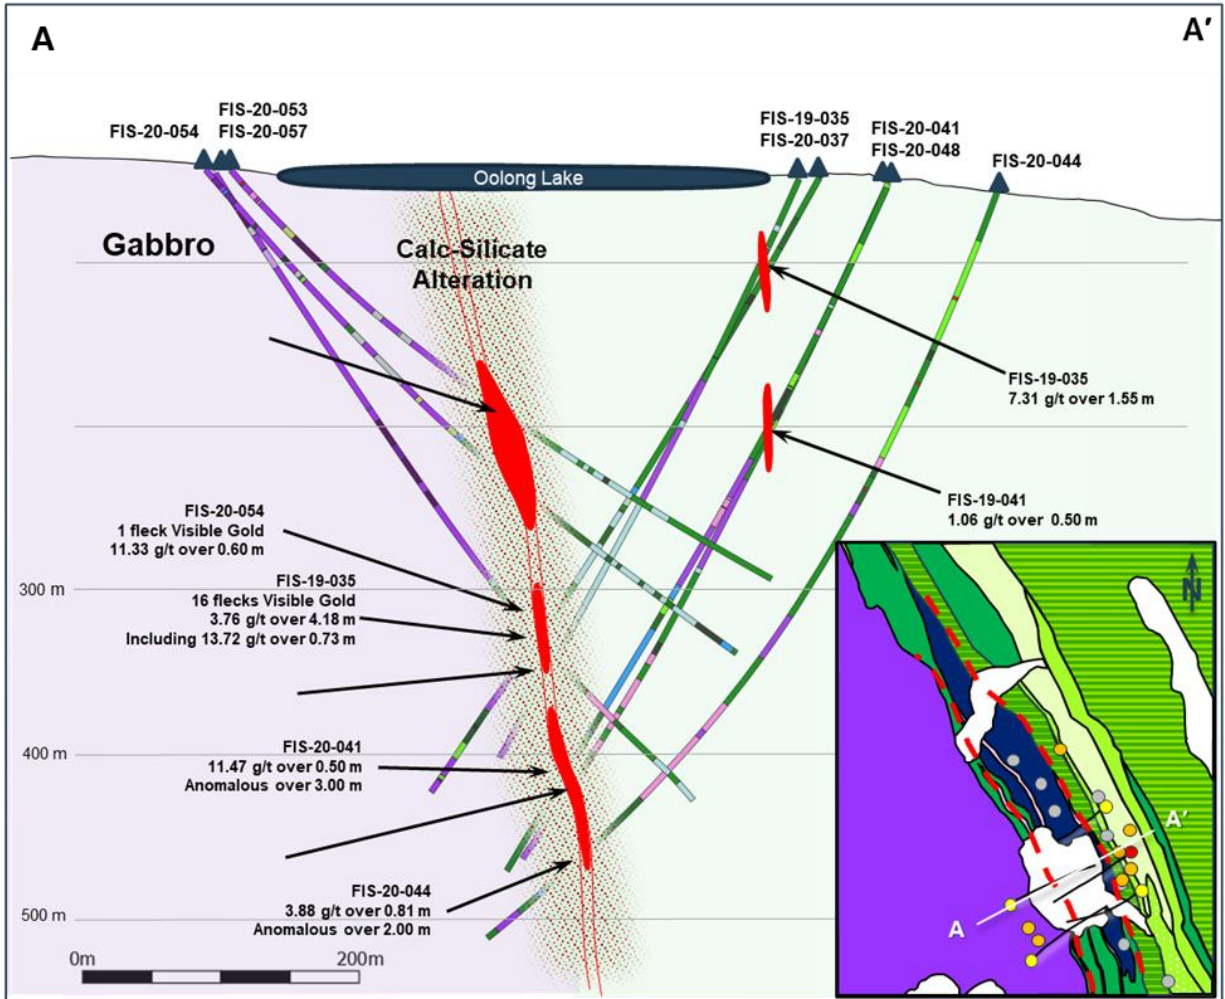 A
A′
FIS-20-053
FIS-20-054
FIS-20-057
FIS-19-035
FIS-20-037
FIS-20-041
FIS-20-048
FIS-20-044
Oolong Lake
Gabbro
Calc-Silicate
Alteration
FIS-19-035
7.31 g/t over 1.55 m
FIS-19-041
1.06 g/t over 0.50 m
FIS-20-054
1 fleck Visible Gold
11.33 g/t over 0.60 m
300 m
FIS-19-035
16 flecks Visible Gold
3.76 g/t over 4.18 m
Including 13.72 g/t over 0.73 m
400 m
FIS-20-041
11.47 g/t over 0.50 m
Anomalous over 3.00 m
FIS-20-044
3.88 g/t over 0.81 m
Anomalous over 2.00 m
500 m
0m
200m
N
A′
A